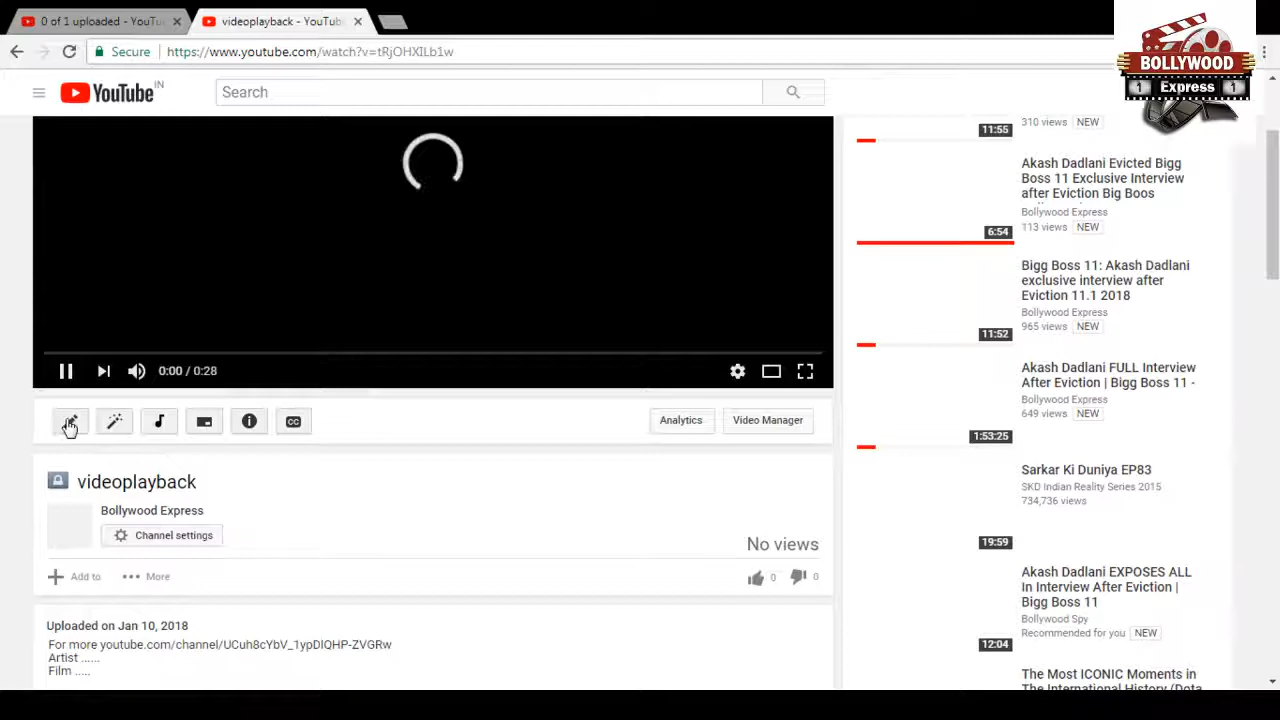 0 of 1 uploaded - YouTu
videoplayback - YouTub
Secure
https://www.youtube.com/watch?v=tRjOHXILb1w
BOLLYWOOD
1 Express 1
YouTube IN
Search
11:55
310 views NEW
Akash Dadlani Evicted Bigg
Boss 11 Exclusive Interview
after Eviction Big Boos
Bollywood Express
113 views NEW
6:54
Bigg Boss 11: Akash Dadlani
exclusive interview after
Eviction 11.1 2018
Bollywood Express
965 views NEW
11:52
Akash Dadlani FULL Interview
After Eviction | Bigg Boss 11 -
Bollywood Express
649 views NEW
1:53:25
Sarkar Ki Duniya EP83
SKD Indian Reality Series 2015
734,736 views
19:59
Akash Dadlani EXPOSES ALL
In Interview After Eviction |
Bigg Boss 11
Bollywood Spy
Recommended for you NEW
12:04
The Most ICONIC Moments in
The International History (Dota
0:00 / 0:28
CC
Analytics
Video Manager
videoplayback
Bollywood Express
Channel settings
No views
Add to
More
0
0
Uploaded on Jan 10, 2018
For more youtube.com/channel/UCuh8cYbV_1ypDlQHP-ZVGRw
Artist ......
Film .....